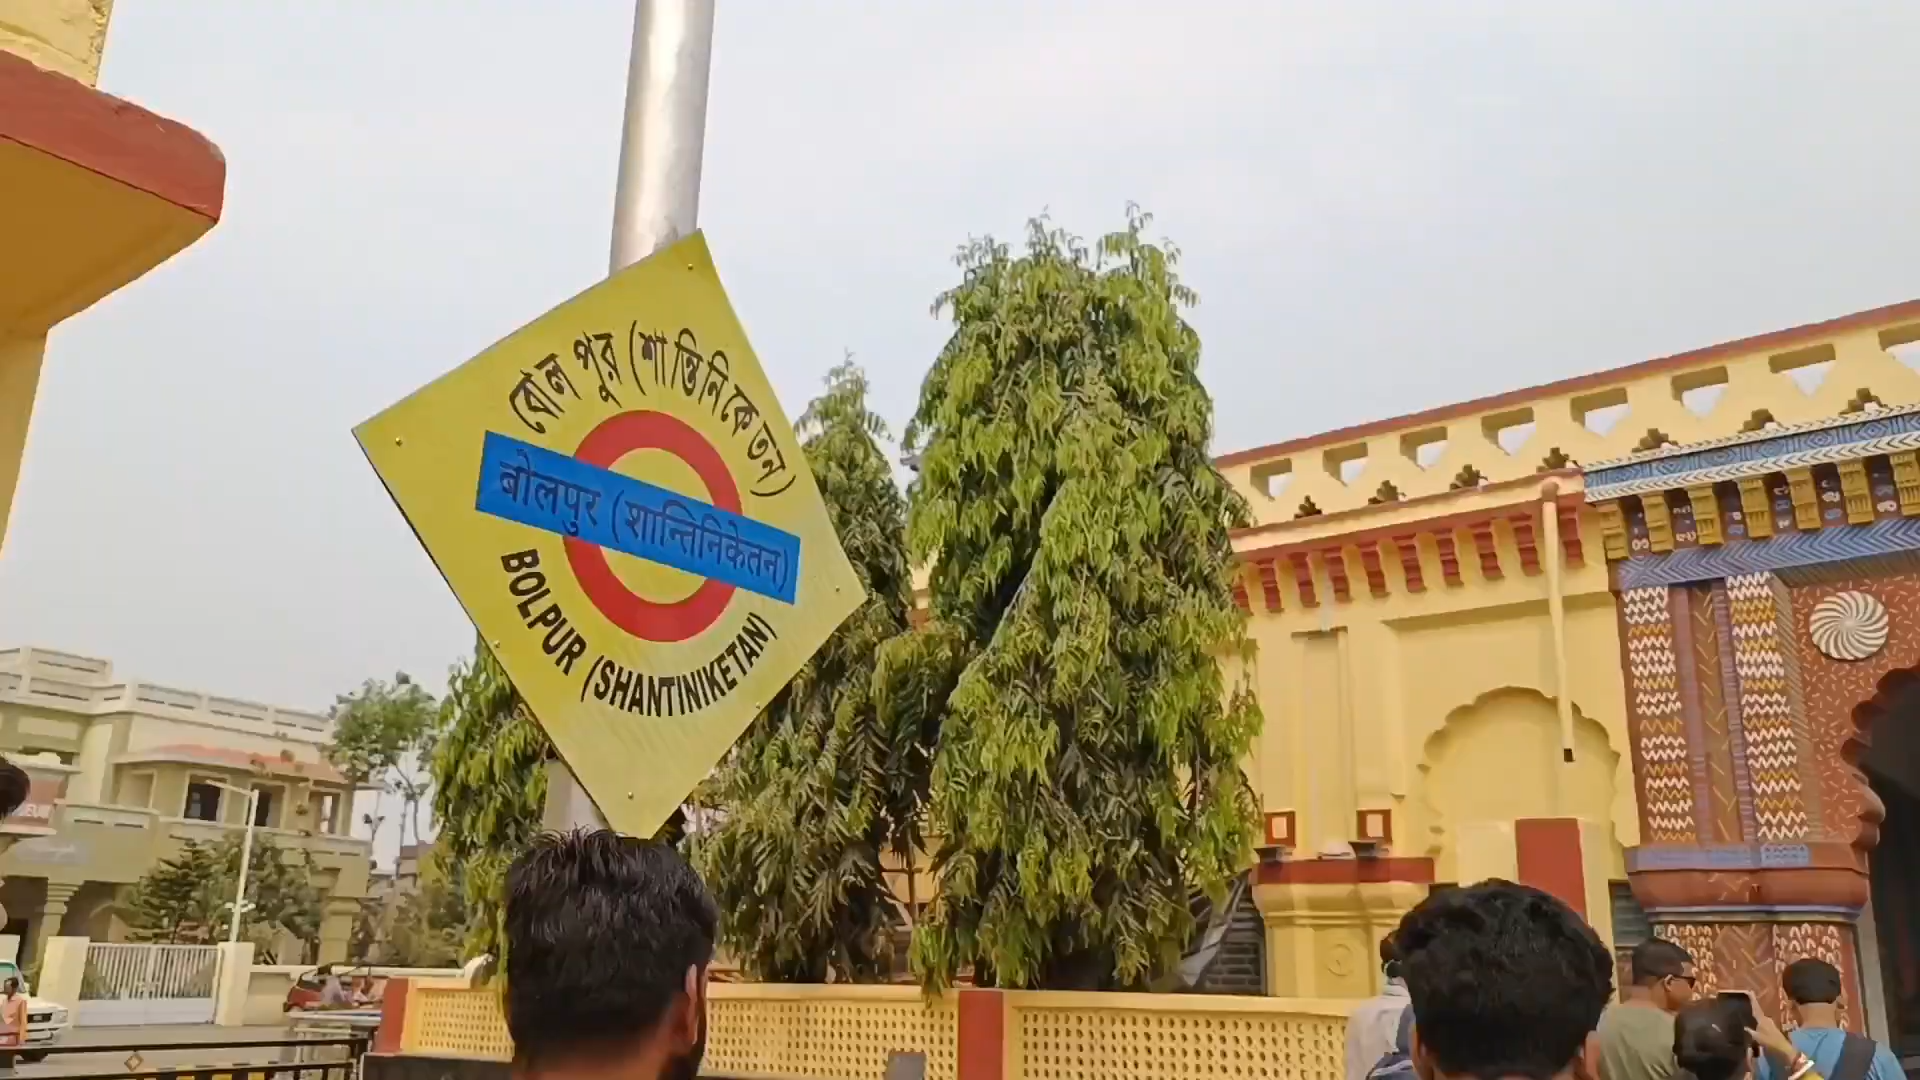 বোলপুর (শান্তিনিকেতন)
बोलपुर (शान्तिनिकेतन)
BOLPUR (SHANTINIKETAN)